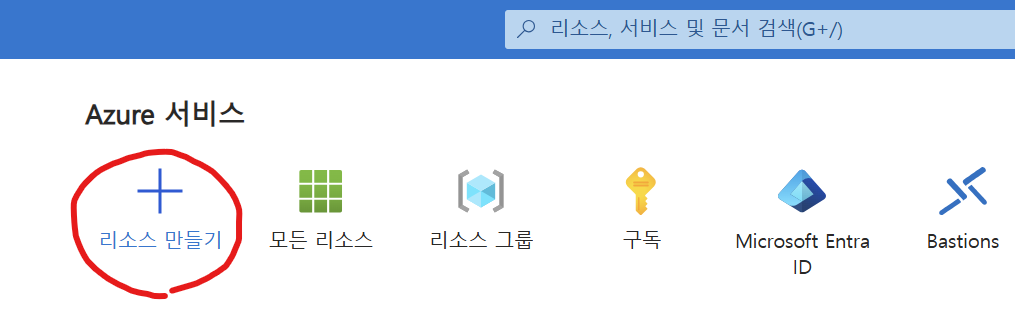 리소스, 서비스 및 문서 검색(G+/)
Azure 서비스
리소스 만들기
모든 리소스
리소스 그룹
구독
Microsoft Entra
ID
Bastions